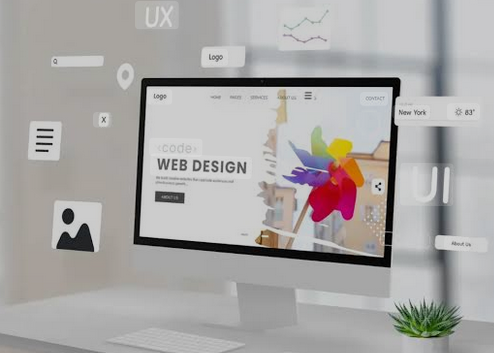 UX
Logo
Logo
HOME
PAGES
SERVICES
ABOUT US
CONTACT
New York
83°
X
<code>
WEB DESIGN
ABOUT US
UI
About Us